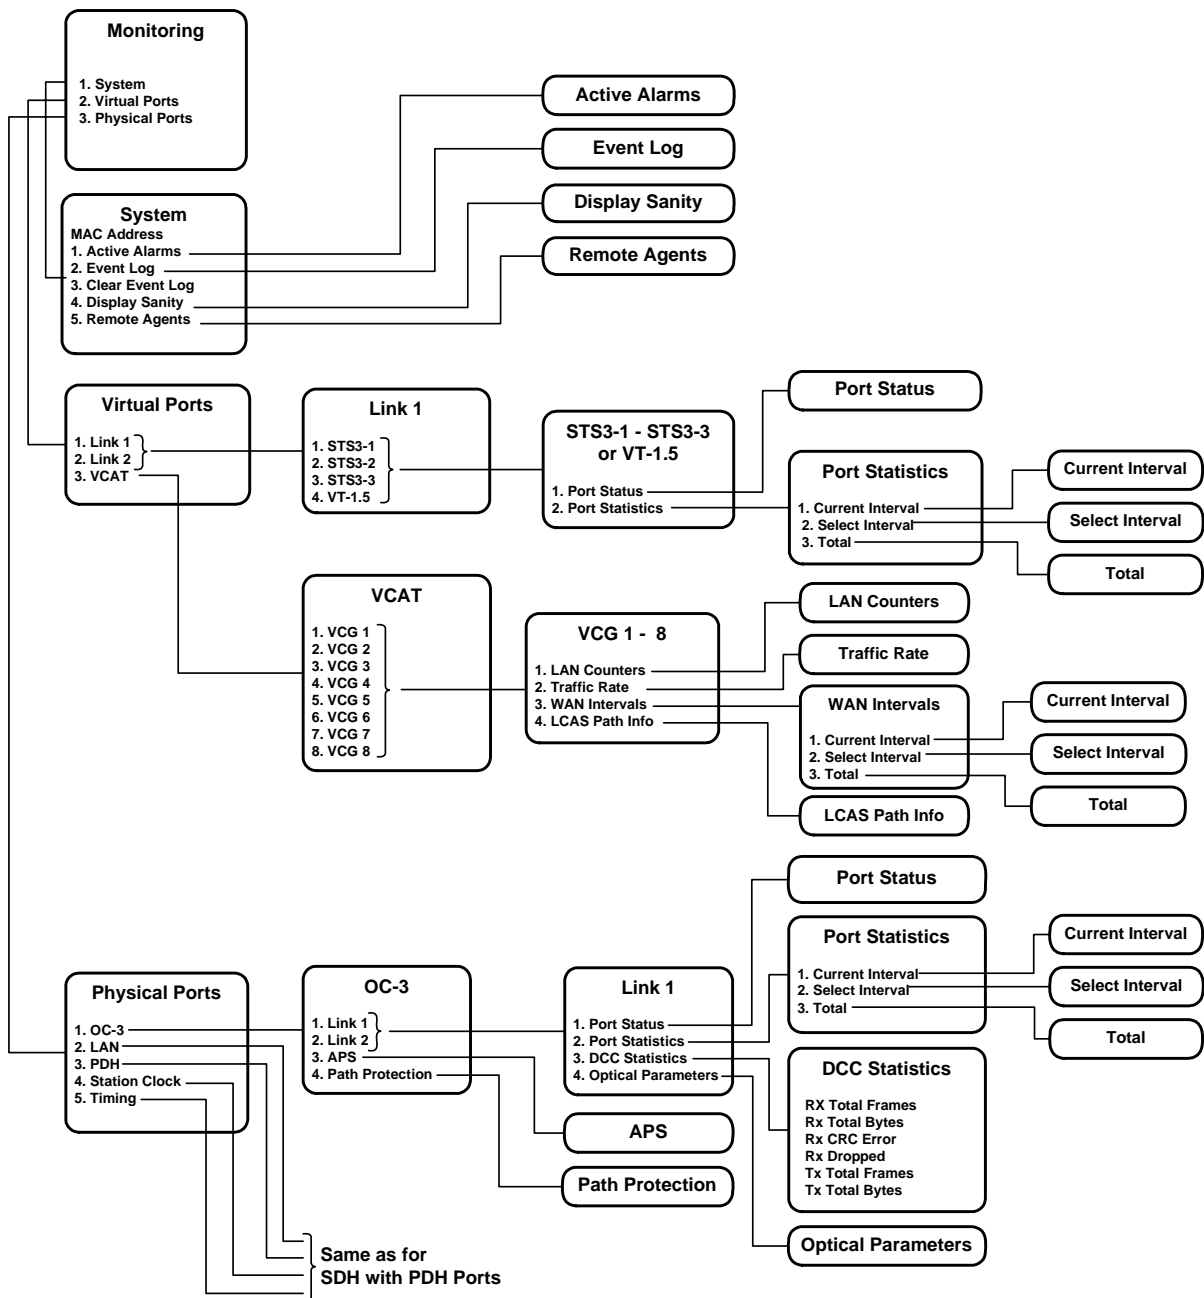 Monitoring
1. System
2. Virtual Ports
3. Physical Ports
System
MAC Address
1. Active Alarms
2. Event Log
3. Clear Event Log
4. Display Sanity
5. Remote Agents
Active Alarms
Event Log
Display Sanity
Remote Agents
Virtual Ports
1. Link 1
2. Link 2
3. VCAT
Link 1
1. STS3-1
2. STS3-2
3. STS3-3
4. VT-1.5
STS3-1 - STS3-3
or VT-1.5
1. Port Status
2. Port Statistics
Port Status
Port Statistics
1. Current Interval
2. Select Interval
3. Total
Current Interval
Select Interval
Total
VCAT
1. VCG 1
2. VCG 2
3. VCG 3
4. VCG 4
5. VCG 5
6. VCG 6
7. VCG 7
8. VCG 8
VCG 1 - 8
1. LAN Counters
2. Traffic Rate
3. WAN Intervals
4. LCAS Path Info
LAN Counters
Traffic Rate
WAN Intervals
1. Current Interval
2. Select Interval
3. Total
LCAS Path Info
Current Interval
Select Interval
Total
Physical Ports
1. OC-3
2. LAN
3. PDH
4. Station Clock
5. Timing
OC-3
1. Link 1
2. Link 2
3. APS
4. Path Protection
Link 1
1. Port Status
2. Port Statistics
3. DCC Statistics
4. Optical Parameters
APS
Path Protection
Port Status
Port Statistics
1. Current Interval
2. Select Interval
3. Total
Current Interval
Select Interval
Total
DCC Statistics
RX Total Frames
Rx Total Bytes
Rx CRC Error
Rx Dropped
Tx Total Frames
Tx Total Bytes
Optical Parameters
Same as for
SDH with PDH Ports